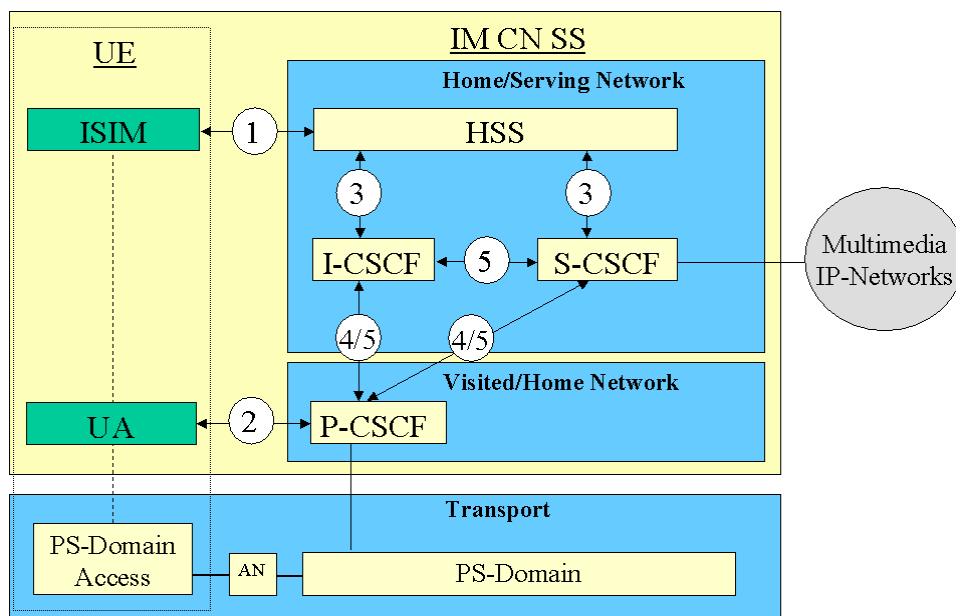 IM CN SS
UE
Home/Serving Network
ISIM
1
HSS
3
3
Multimedia
IP-Networks
I-CSCF
5
S-CSCF
4/5
4/5
Visited/Home Network
UA
2
P-CSCF
Transport
PS-Domain
Access
AN
PS-Domain